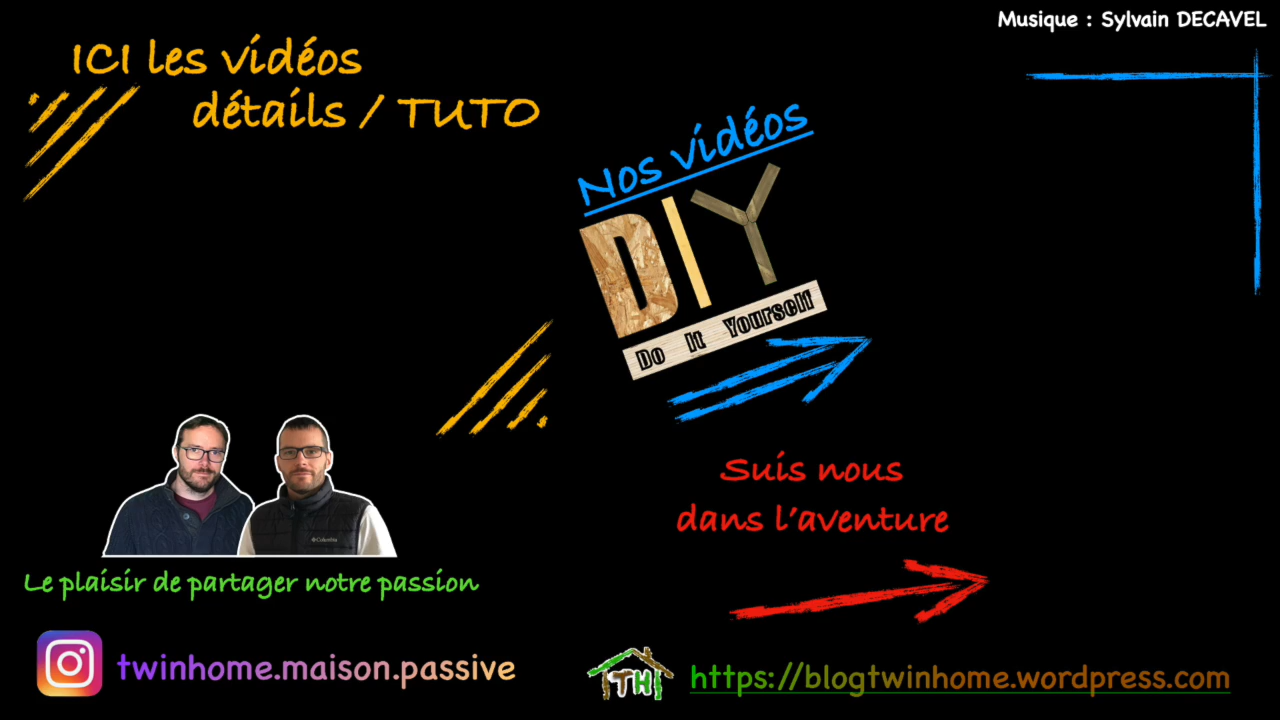 Musique : Sylvain DECAVEL
ICI les vidéos
détails / TUTO
Nos vidéos
DIY
Do It Yourself
Suis nous
dans l'aventure
Columbia
Le plaisir de partager notre passion
twinhome.maison.passive
TH
https://blogtwinhome.wordpress.com